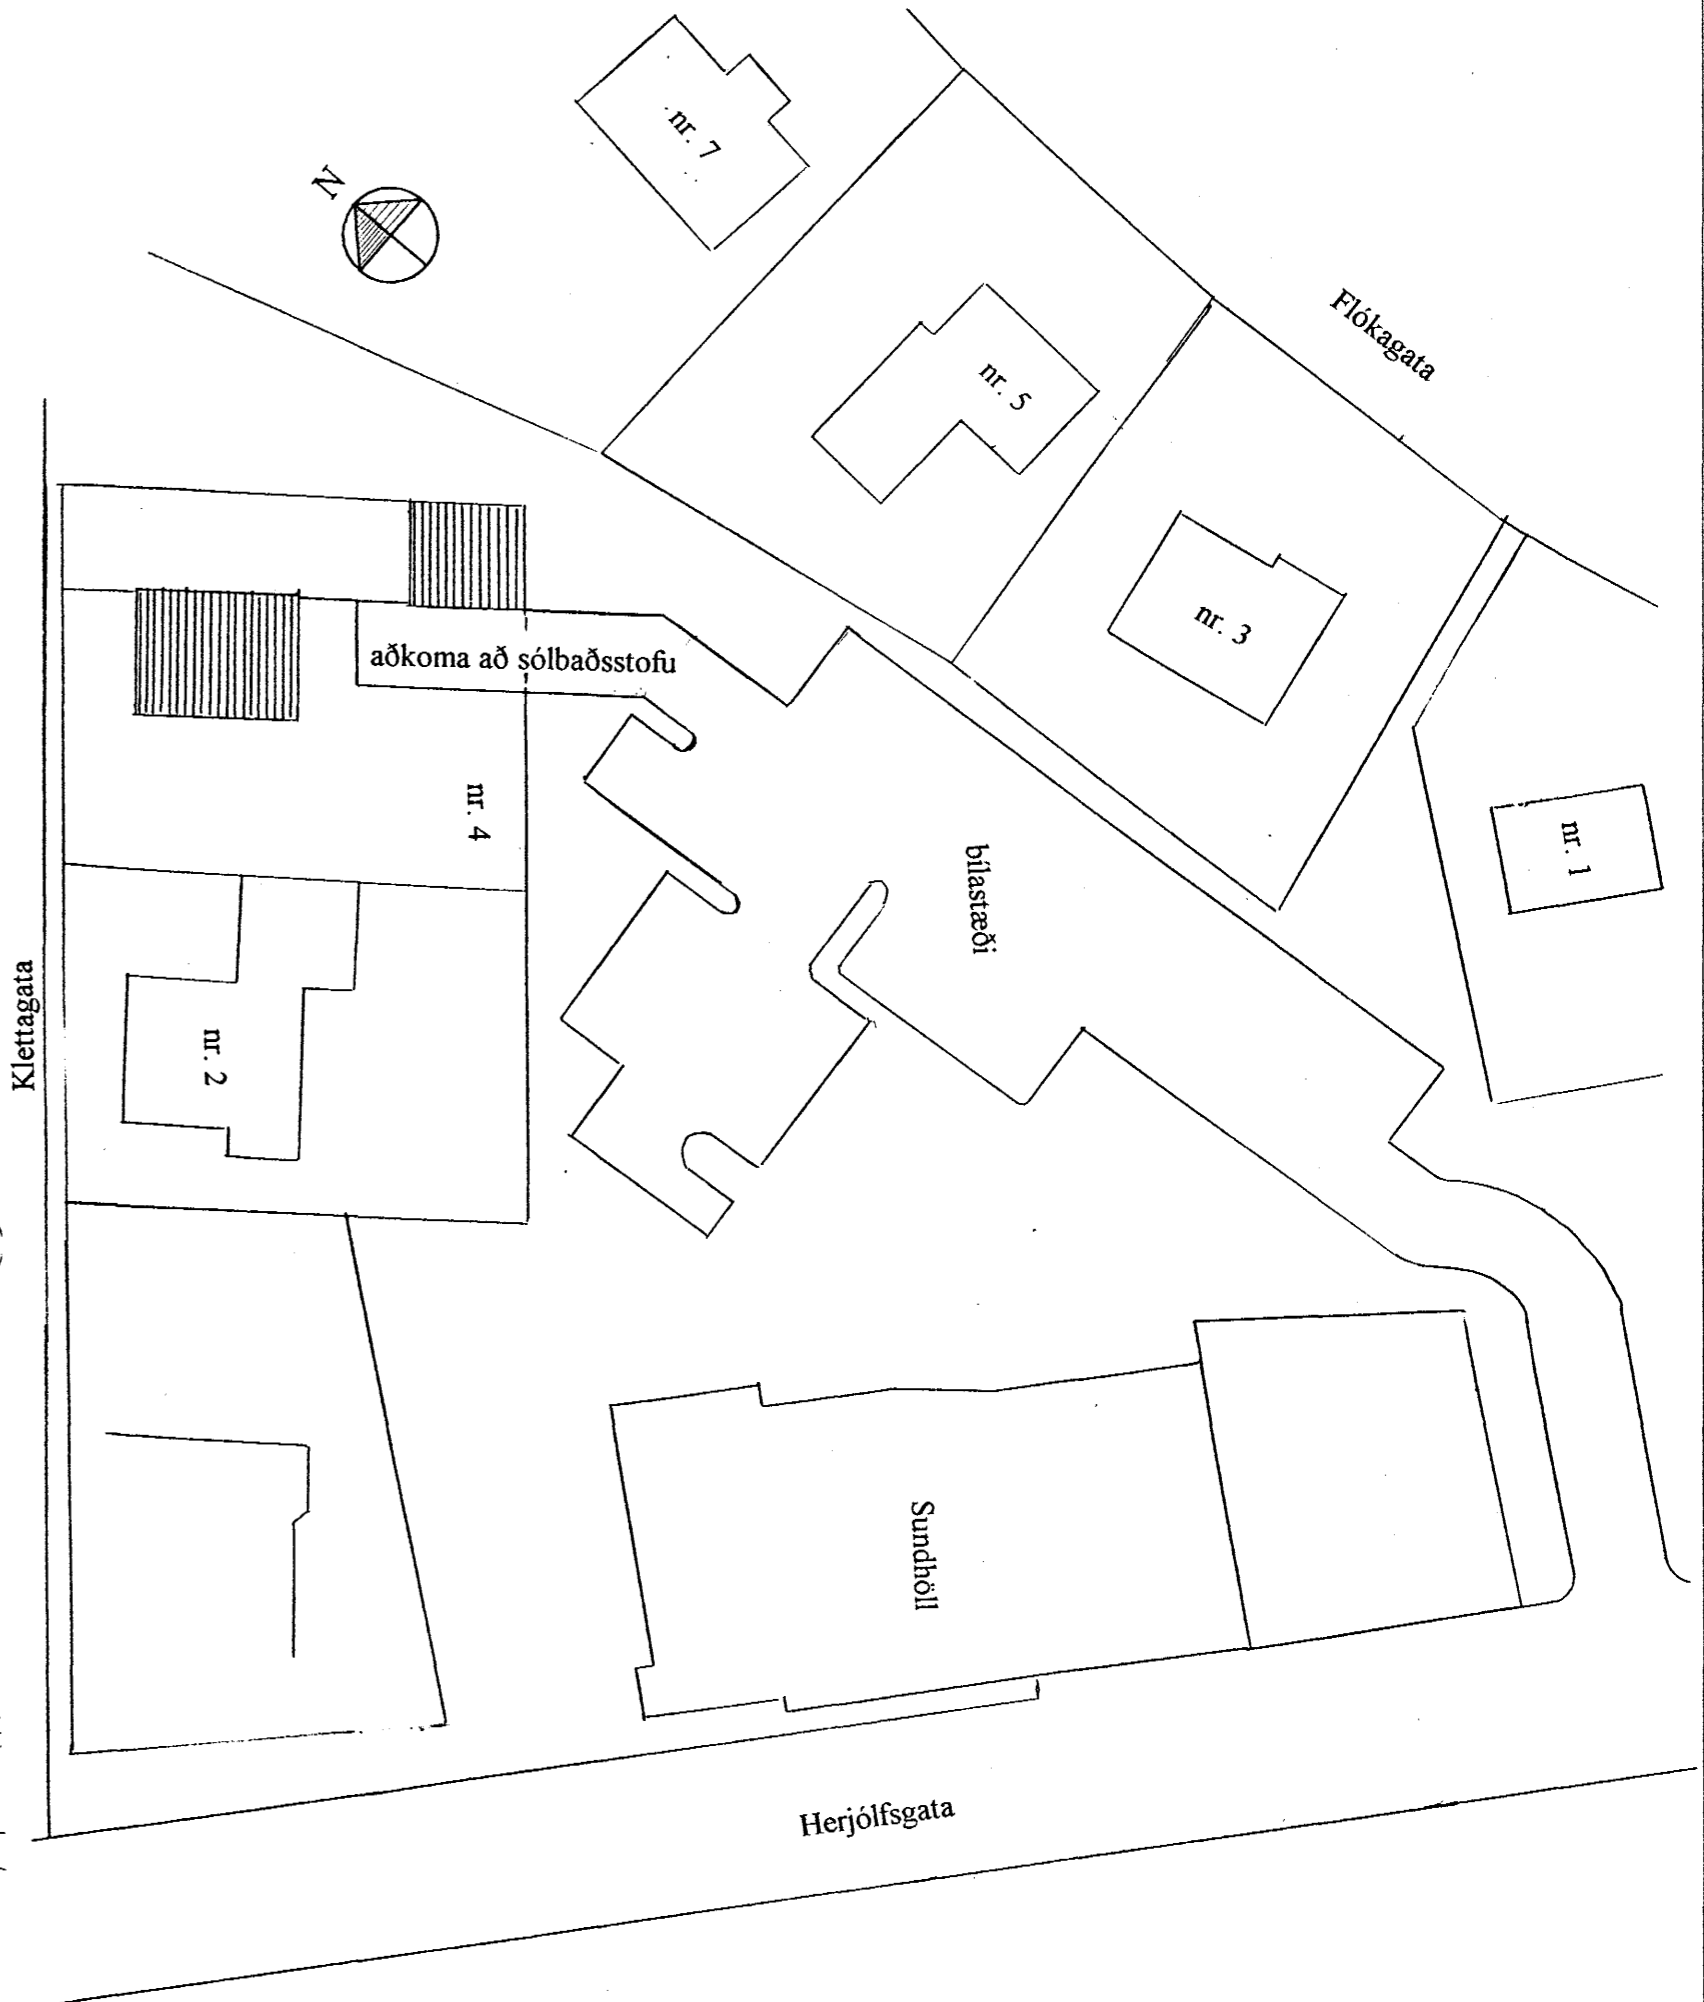 nr. 7
N
Flókagata
nr. 5
nr. 3
aðkoma að sólbaðsstofu
nr. 4
nr. 1
bílastæði
Klettagata
nr. 2
Sundhöll
Herjólfsgata